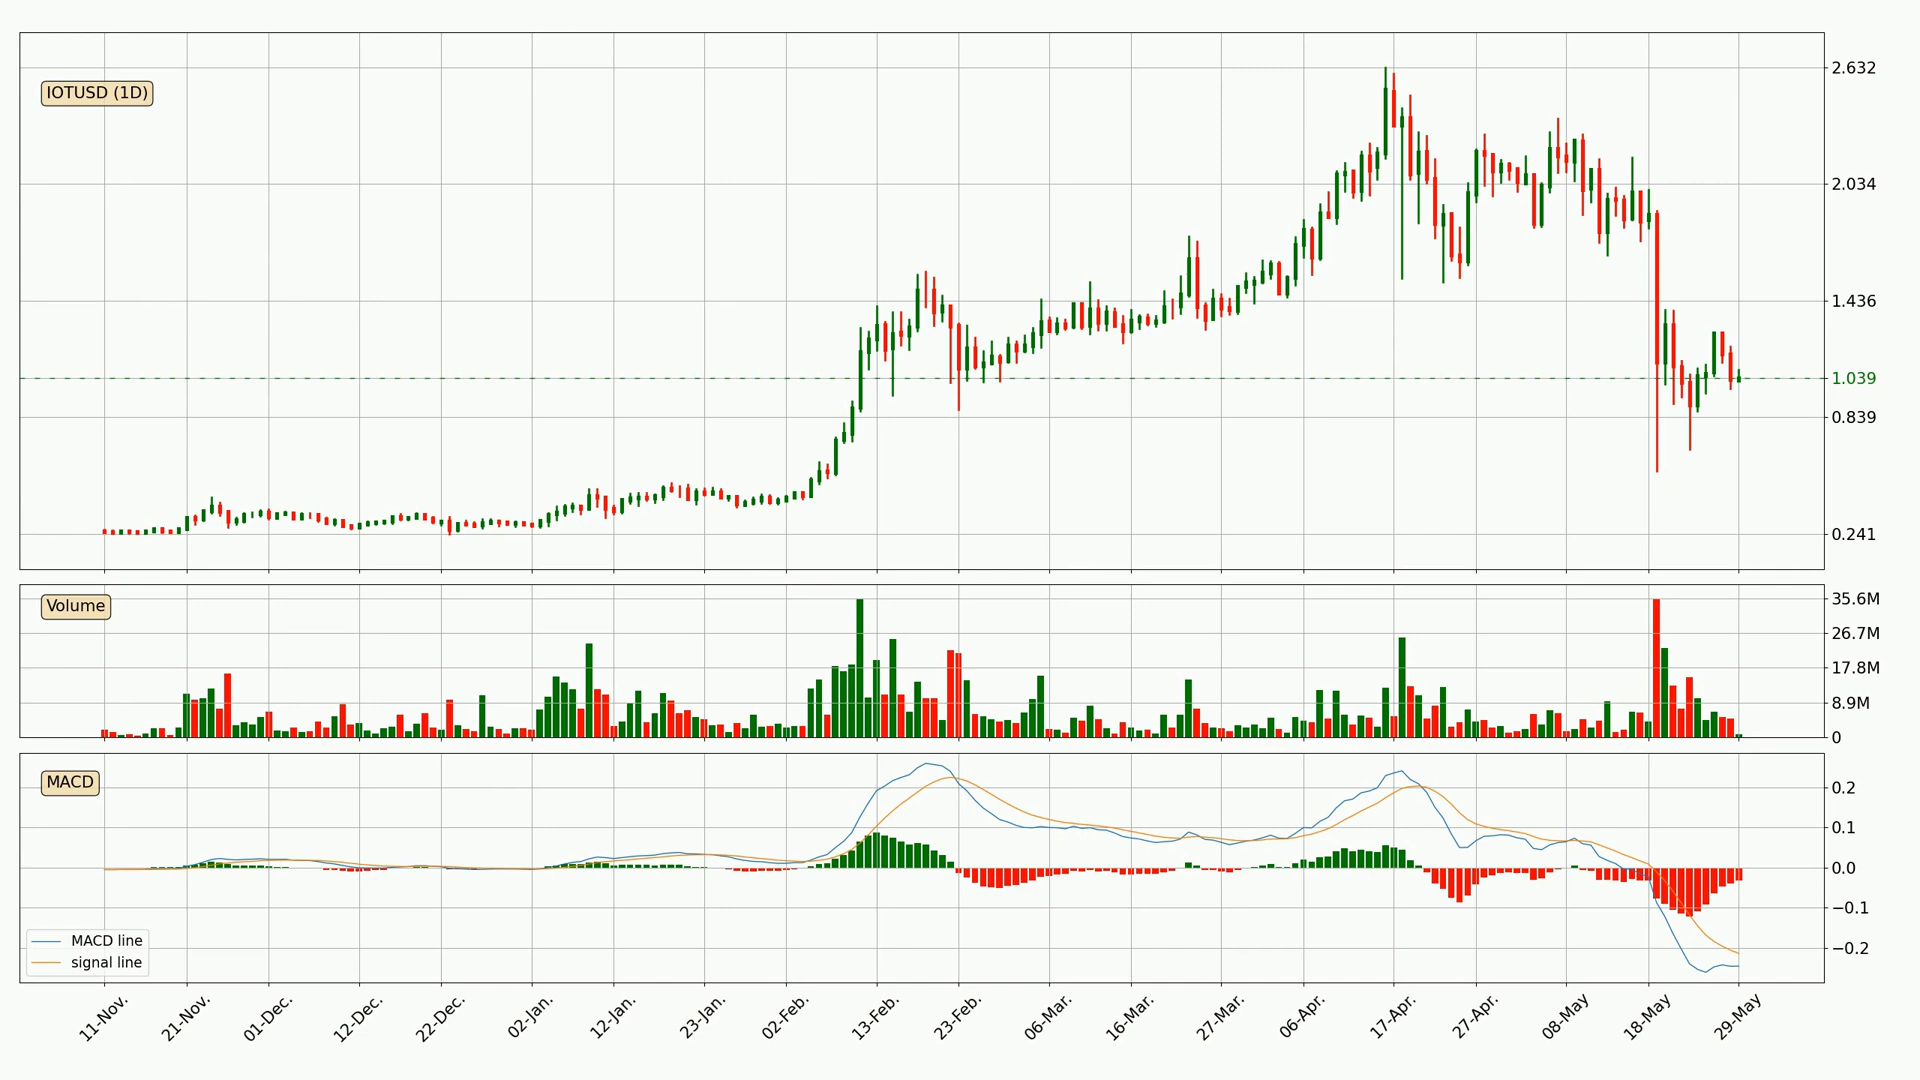 IOTUSD (1D)
2.632
2.034
1.436
1.039
0.839
0.241
Volume
35.6M
26.7M
17.8M
8.9M
0
MACD
0.2
0.1
0.0
−0.1
−0.2
MACD line
signal line
11-Nov.
21-Nov.
01-Dec.
12-Dec.
22-Dec.
02-Jan.
12-Jan.
23-Jan.
02-Feb.
13-Feb.
23-Feb.
06-Mar.
16-Mar.
27-Mar.
06-Apr.
17-Apr.
27-Apr.
08-May
18-May
29-May